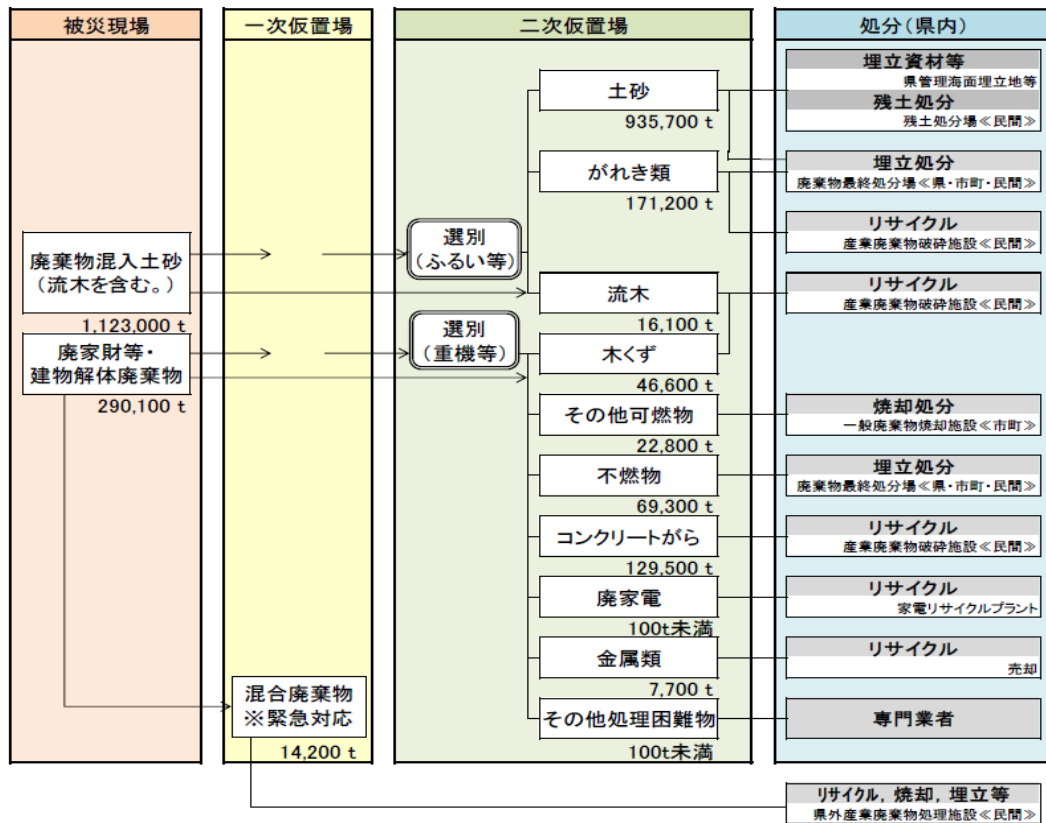 被災現場
廃棄物混入土砂
(流木を含む。)
1,123,000 t
廃家財等・
建物解体廃棄物
290,100 t
一次仮置場
混合廃棄物
※緊急対応
14,200 t
二次仮置場
選別
(ふるい等)
選別
(重機等)
土砂
935,700 t
がれき類
171,200 t
流木
16,100 t
木くず
46,600 t
その他可燃物
22,800 t
不燃物
69,300 t
コンクリートがら
129,500 t
廃家電
100t未満
金属類
7,700 t
その他処理困難物
100t未満
処分(県内)
埋立資材等
県管理海面埋立地等
残土処分
残土処分場≪民間≫
埋立処分
廃棄物最終処分場≪県・市町・民間≫
リサイクル
産業廃棄物破砕施設≪民間≫
リサイクル
産業廃棄物破砕施設≪民間≫
焼却処分
一般廃棄物焼却施設≪市町≫
埋立処分
廃棄物最終処分場≪県・市町・民間≫
リサイクル
産業廃棄物破砕施設≪民間≫
リサイクル
家電リサイクルプラント
リサイクル
売却
専門業者
リサイクル, 焼却, 埋立等
県外産業廃棄物処理施設≪民間≫